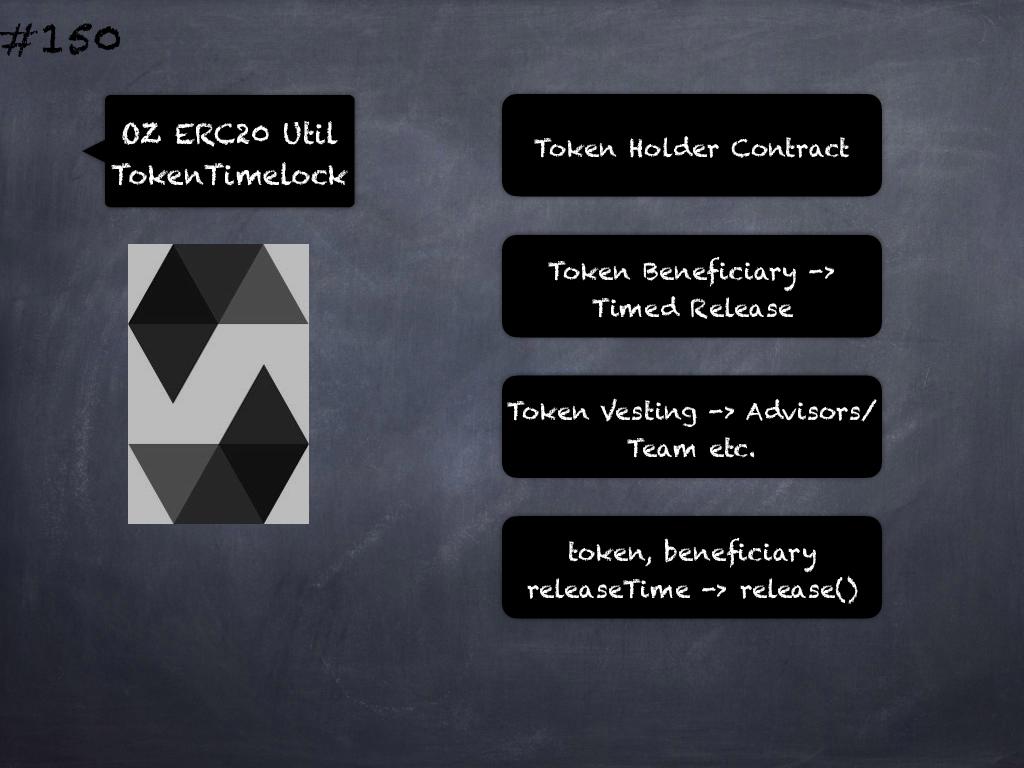 #150
OZ ERC20 Util
TokenTimelock
Token Holder Contract
Token Beneficiary ->
Timed Release
Token Vesting -> Advisors/
Team etc.
token, beneficiary
releaseTime -> release()